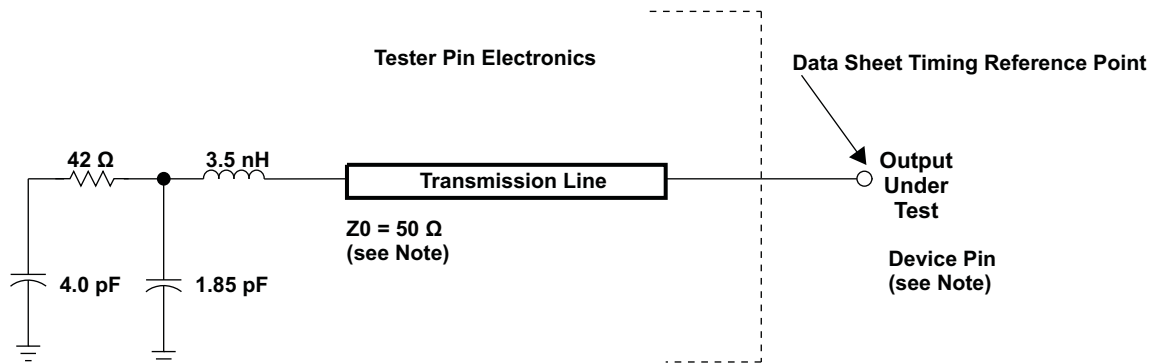 Tester Pin Electronics
Data Sheet Timing Reference Point
42 Ω
3.5 nH
Transmission Line
Output
Under
Test
Z0 = 50 Ω
(see Note)
Device Pin
(see Note)
4.0 pF
1.85 pF